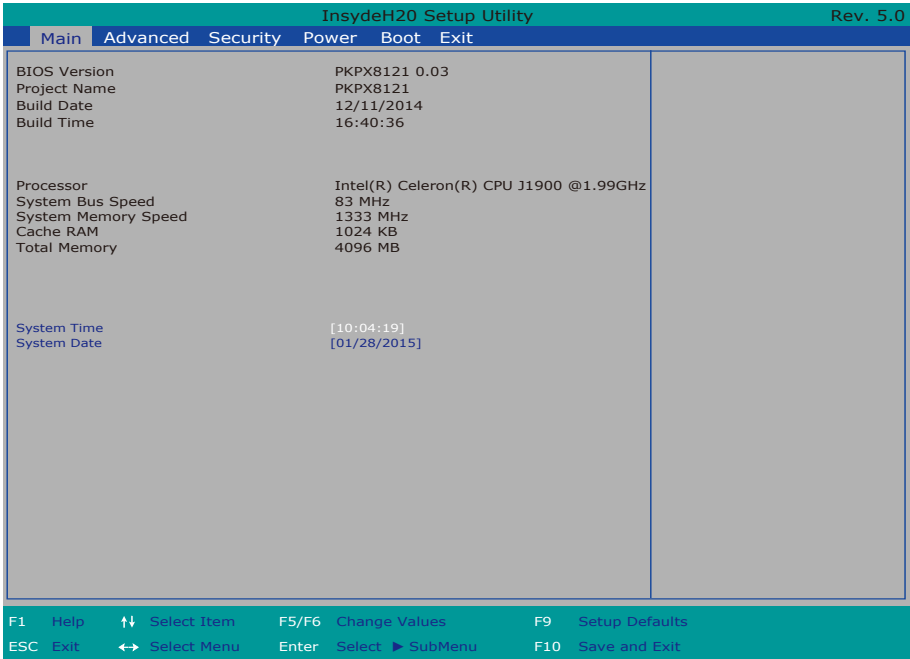 InsydeH20 Setup Utility Rev. 5.0
Main Advanced Security Power Boot Exit
BIOS Version PKPX8121 0.03
Project Name PKPX8121
Build Date 12/11/2014
Build Time 16:40:36
Processor Intel(R) Celeron(R) CPU J1900 @1.99GHz
System Bus Speed 83 MHz
System Memory Speed 1333 MHz
Cache RAM 1024 KB
Total Memory 4096 MB
System Time [10:04:19]
System Date [01/28/2015]
F1 Help ↑↓ Select Item F5/F6 Change Values F9 Setup Defaults
ESC Exit ↔ Select Menu Enter Select ► SubMenu F10 Save and Exit